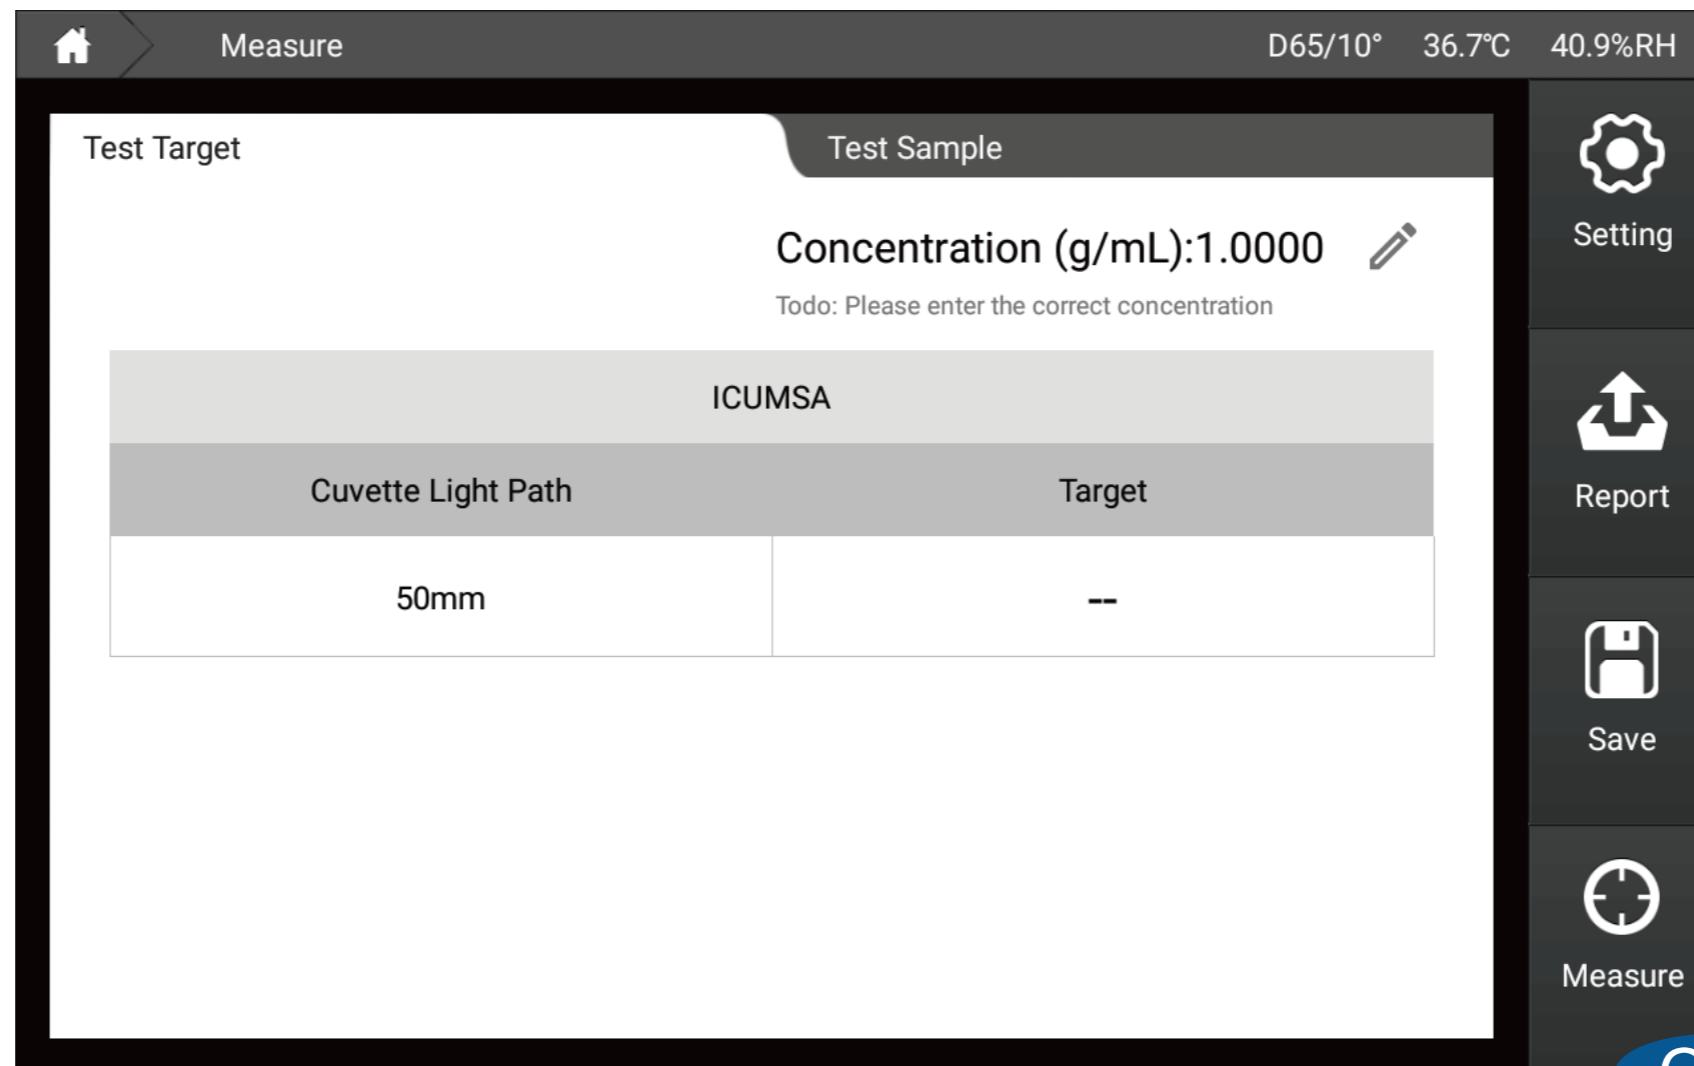 Measure D65/10° 36.7℃ 40.9%RH
Test Target Test Sample
Setting
Concentration (g/mL):1.0000
Todo: Please enter the correct concentration
ICUMSA
Cuvette Light Path Target
Report
50mm --
Save
Measure